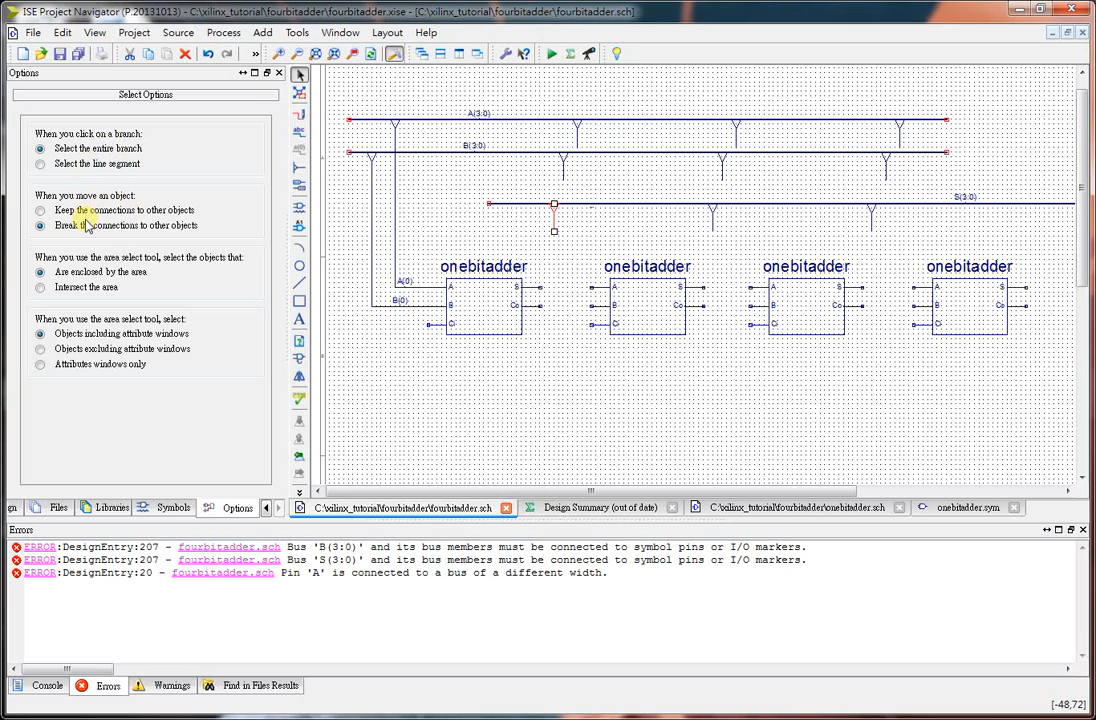 ISE Project Navigator (P.20131013) - C:\xilinx_tutorial\fourbitadder\fourbitadder.xise - [C:\xilinx_tutorial\fourbitadder\fourbitadder.sch]
File Edit View Project Source Process Add Tools Window Layout Help
Options
Select Options
When you click on a branch:
Select the entire branch
Select the line segment
When you move an object:
Keep the connections to other objects
Break the connections to other objects
When you use the area select tool, select the objects that:
Are enclosed by the area
Intersect the area
When you use the area select tool, select:
Objects including attribute windows
Objects excluding attribute windows
Attributes windows only
A(3:0)
B(3:0)
S(3:0)
onebitadder onebitadder onebitadder onebitadder
A(0) A S A S A S A S
B(0) B Co B Co B Co B Co
Ci Ci Ci Ci
gn Files Libraries Symbols Options
C:\xilinx_tutorial\fourbitadder\fourbitadder.sch Design Summary (out of date) C:\xilinx_tutorial\fourbitadder\onebitadder.sch onebitadder.sym
Errors
ERROR:DesignEntry:207 - fourbitadder.sch Bus 'B(3:0)' and its bus members must be connected to symbol pins or I/O markers.
ERROR:DesignEntry:207 - fourbitadder.sch Bus 'S(3:0)' and its bus members must be connected to symbol pins or I/O markers.
ERROR:DesignEntry:20 - fourbitadder.sch Pin 'A' is connected to a bus of a different width.
Console Errors Warnings Find in Files Results
[-48,72]